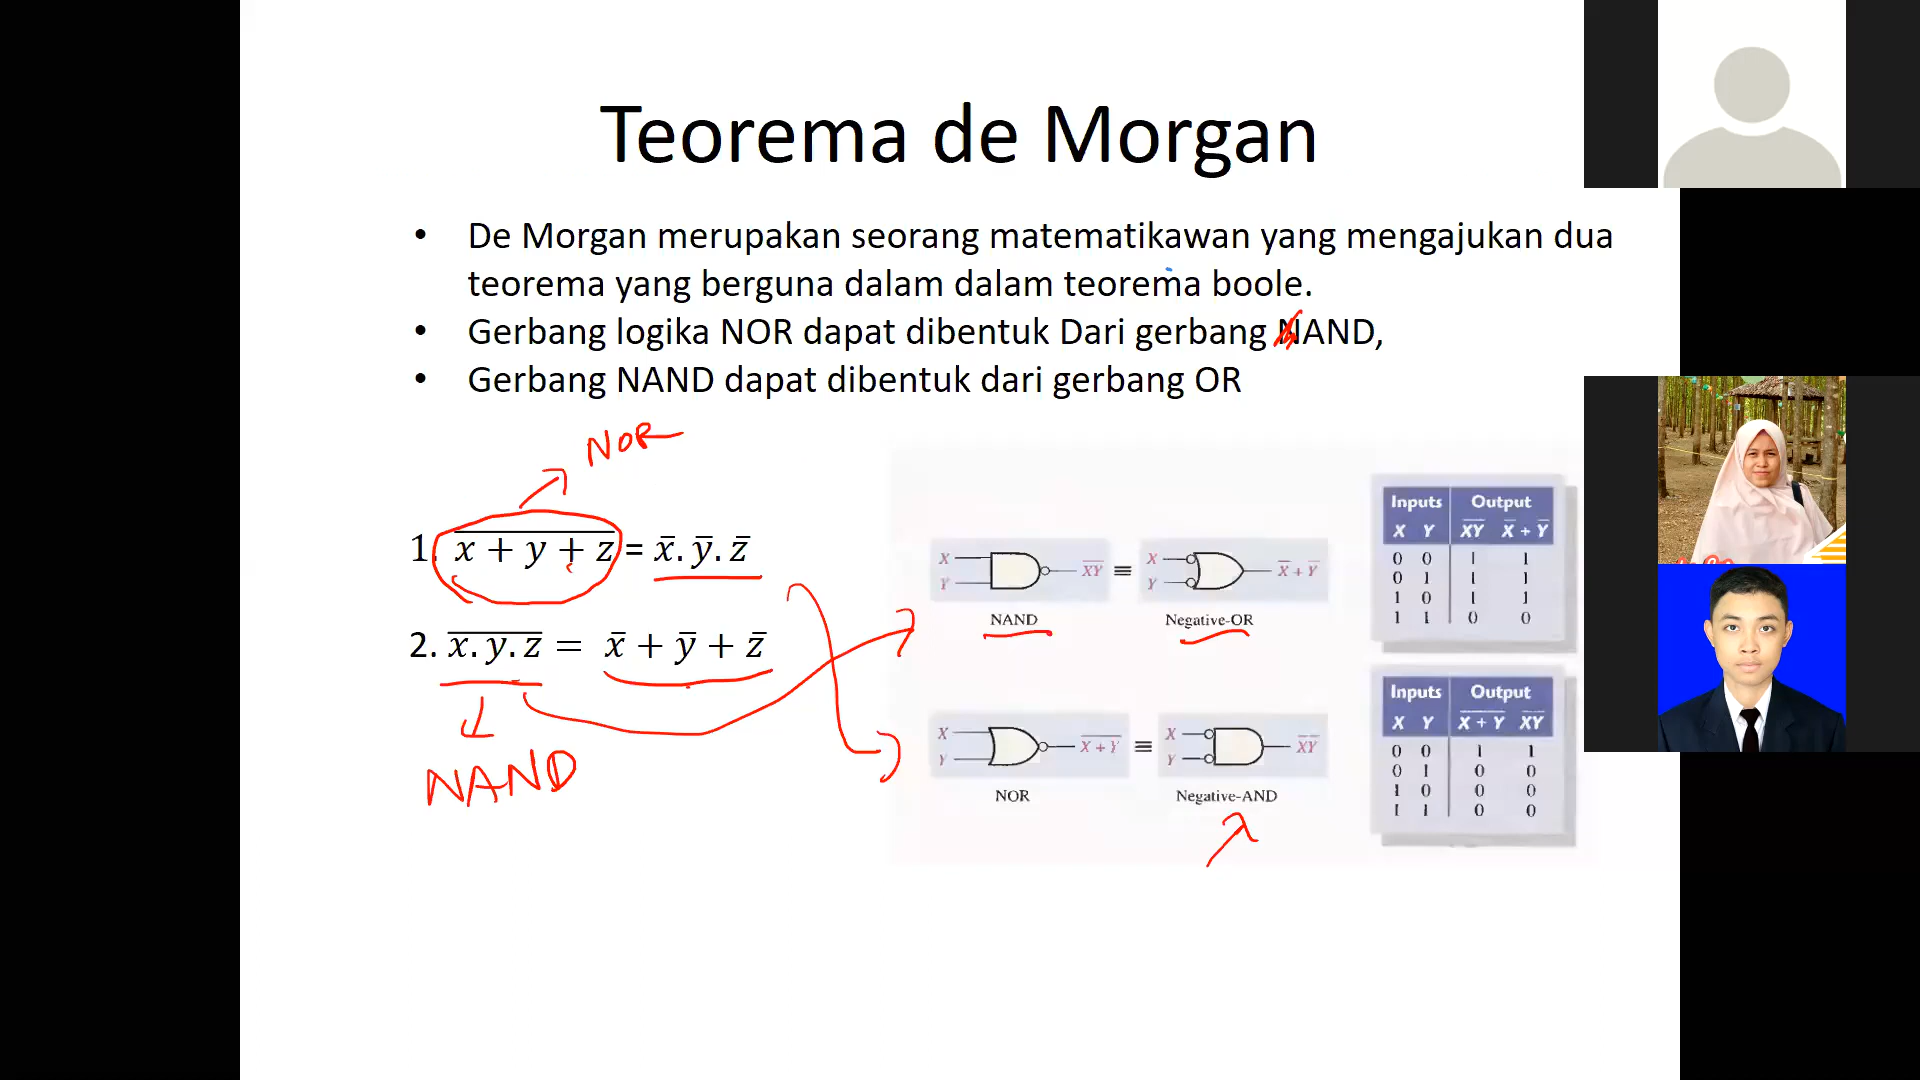 Teorema de Morgan
• De Morgan merupakan seorang matematikawan yang mengajukan dua
teorema yang berguna dalam dalam teorema boole.
• Gerbang logika NOR dapat dibentuk Dari gerbang NAND,
• Gerbang NAND dapat dibentuk dari gerbang OR
NOR
1. x̅ ̅+̅ ̅y̅ ̅+̅ ̅z̅ = x̄. ȳ. z̄
2. x̅.̅ ̅y̅.̅ ̅z̅ = x̄ + ȳ + z̄
NAND
X
Y
X̅Y̅
≡
X
Y
X̄ + Ȳ
NAND
Negative-OR
X
Y
X̅ ̅+̅ ̅Y̅
≡
X
Y
X̄Ȳ
NOR
Negative-AND
Inputs Output
X Y X̅Y̅ X̄ + Ȳ
0 0 1 1
0 1 1 1
1 0 1 1
1 1 0 0
Inputs Output
X Y X̅ ̅+̅ ̅Y̅ X̄Ȳ
0 0 1 1
0 1 0 0
1 0 0 0
1 1 0 0